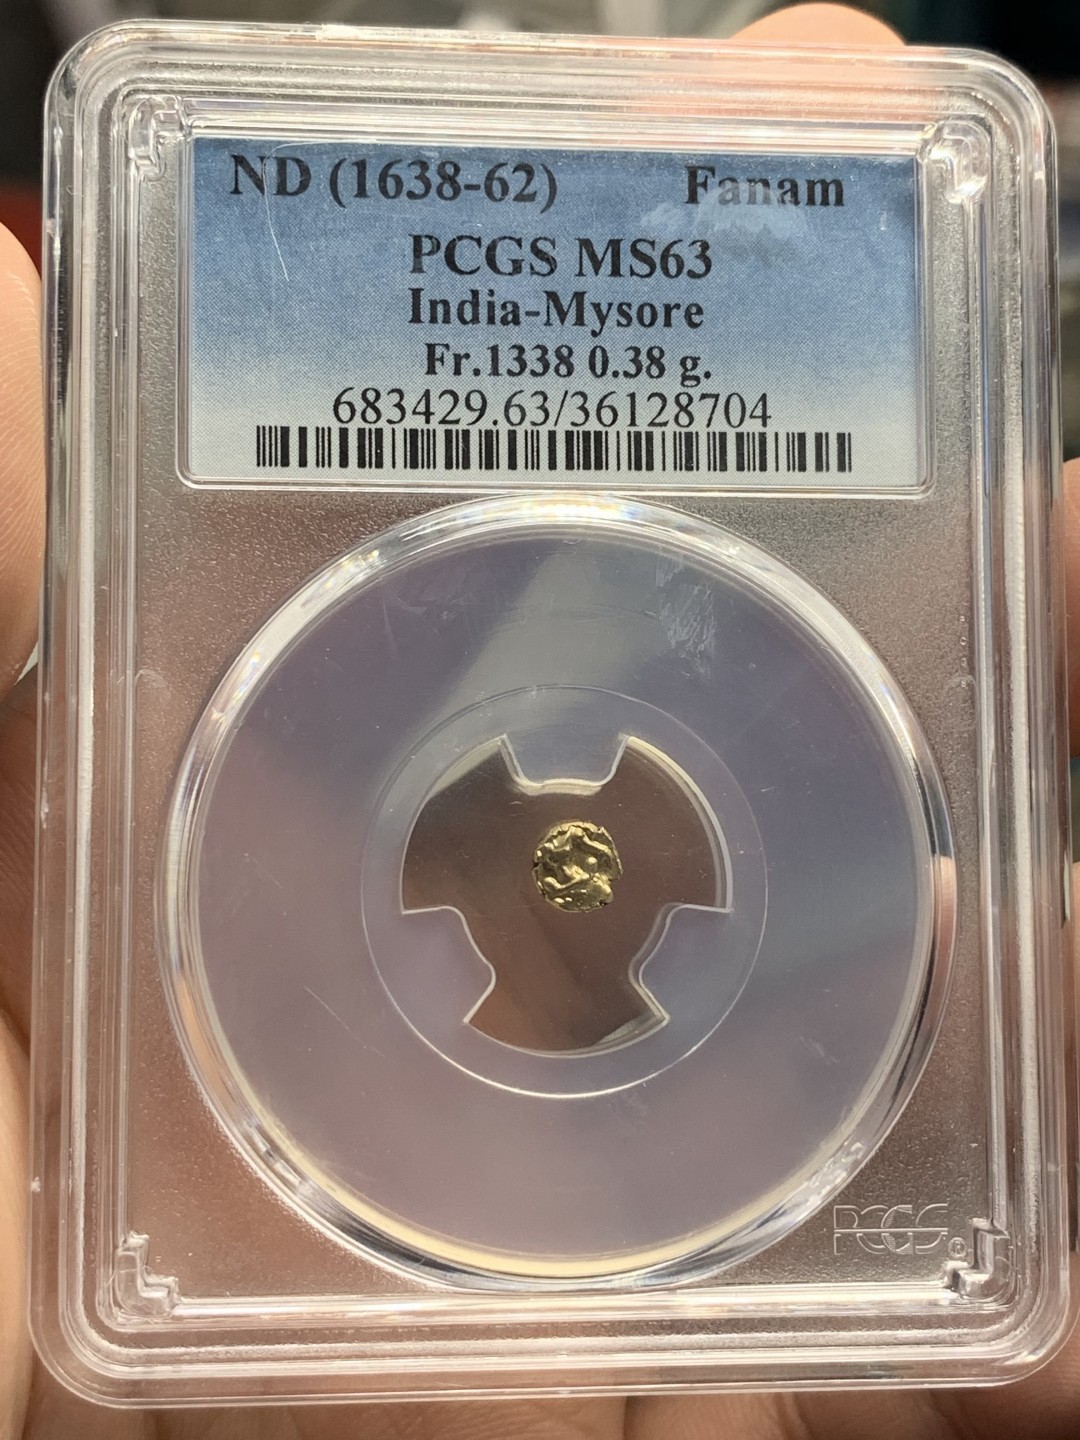 ND (1638-62) Fanam
PCGS MS63
India-Mysore
Fr.1338 0.38 g.
683429.63/36128704
PCGS®